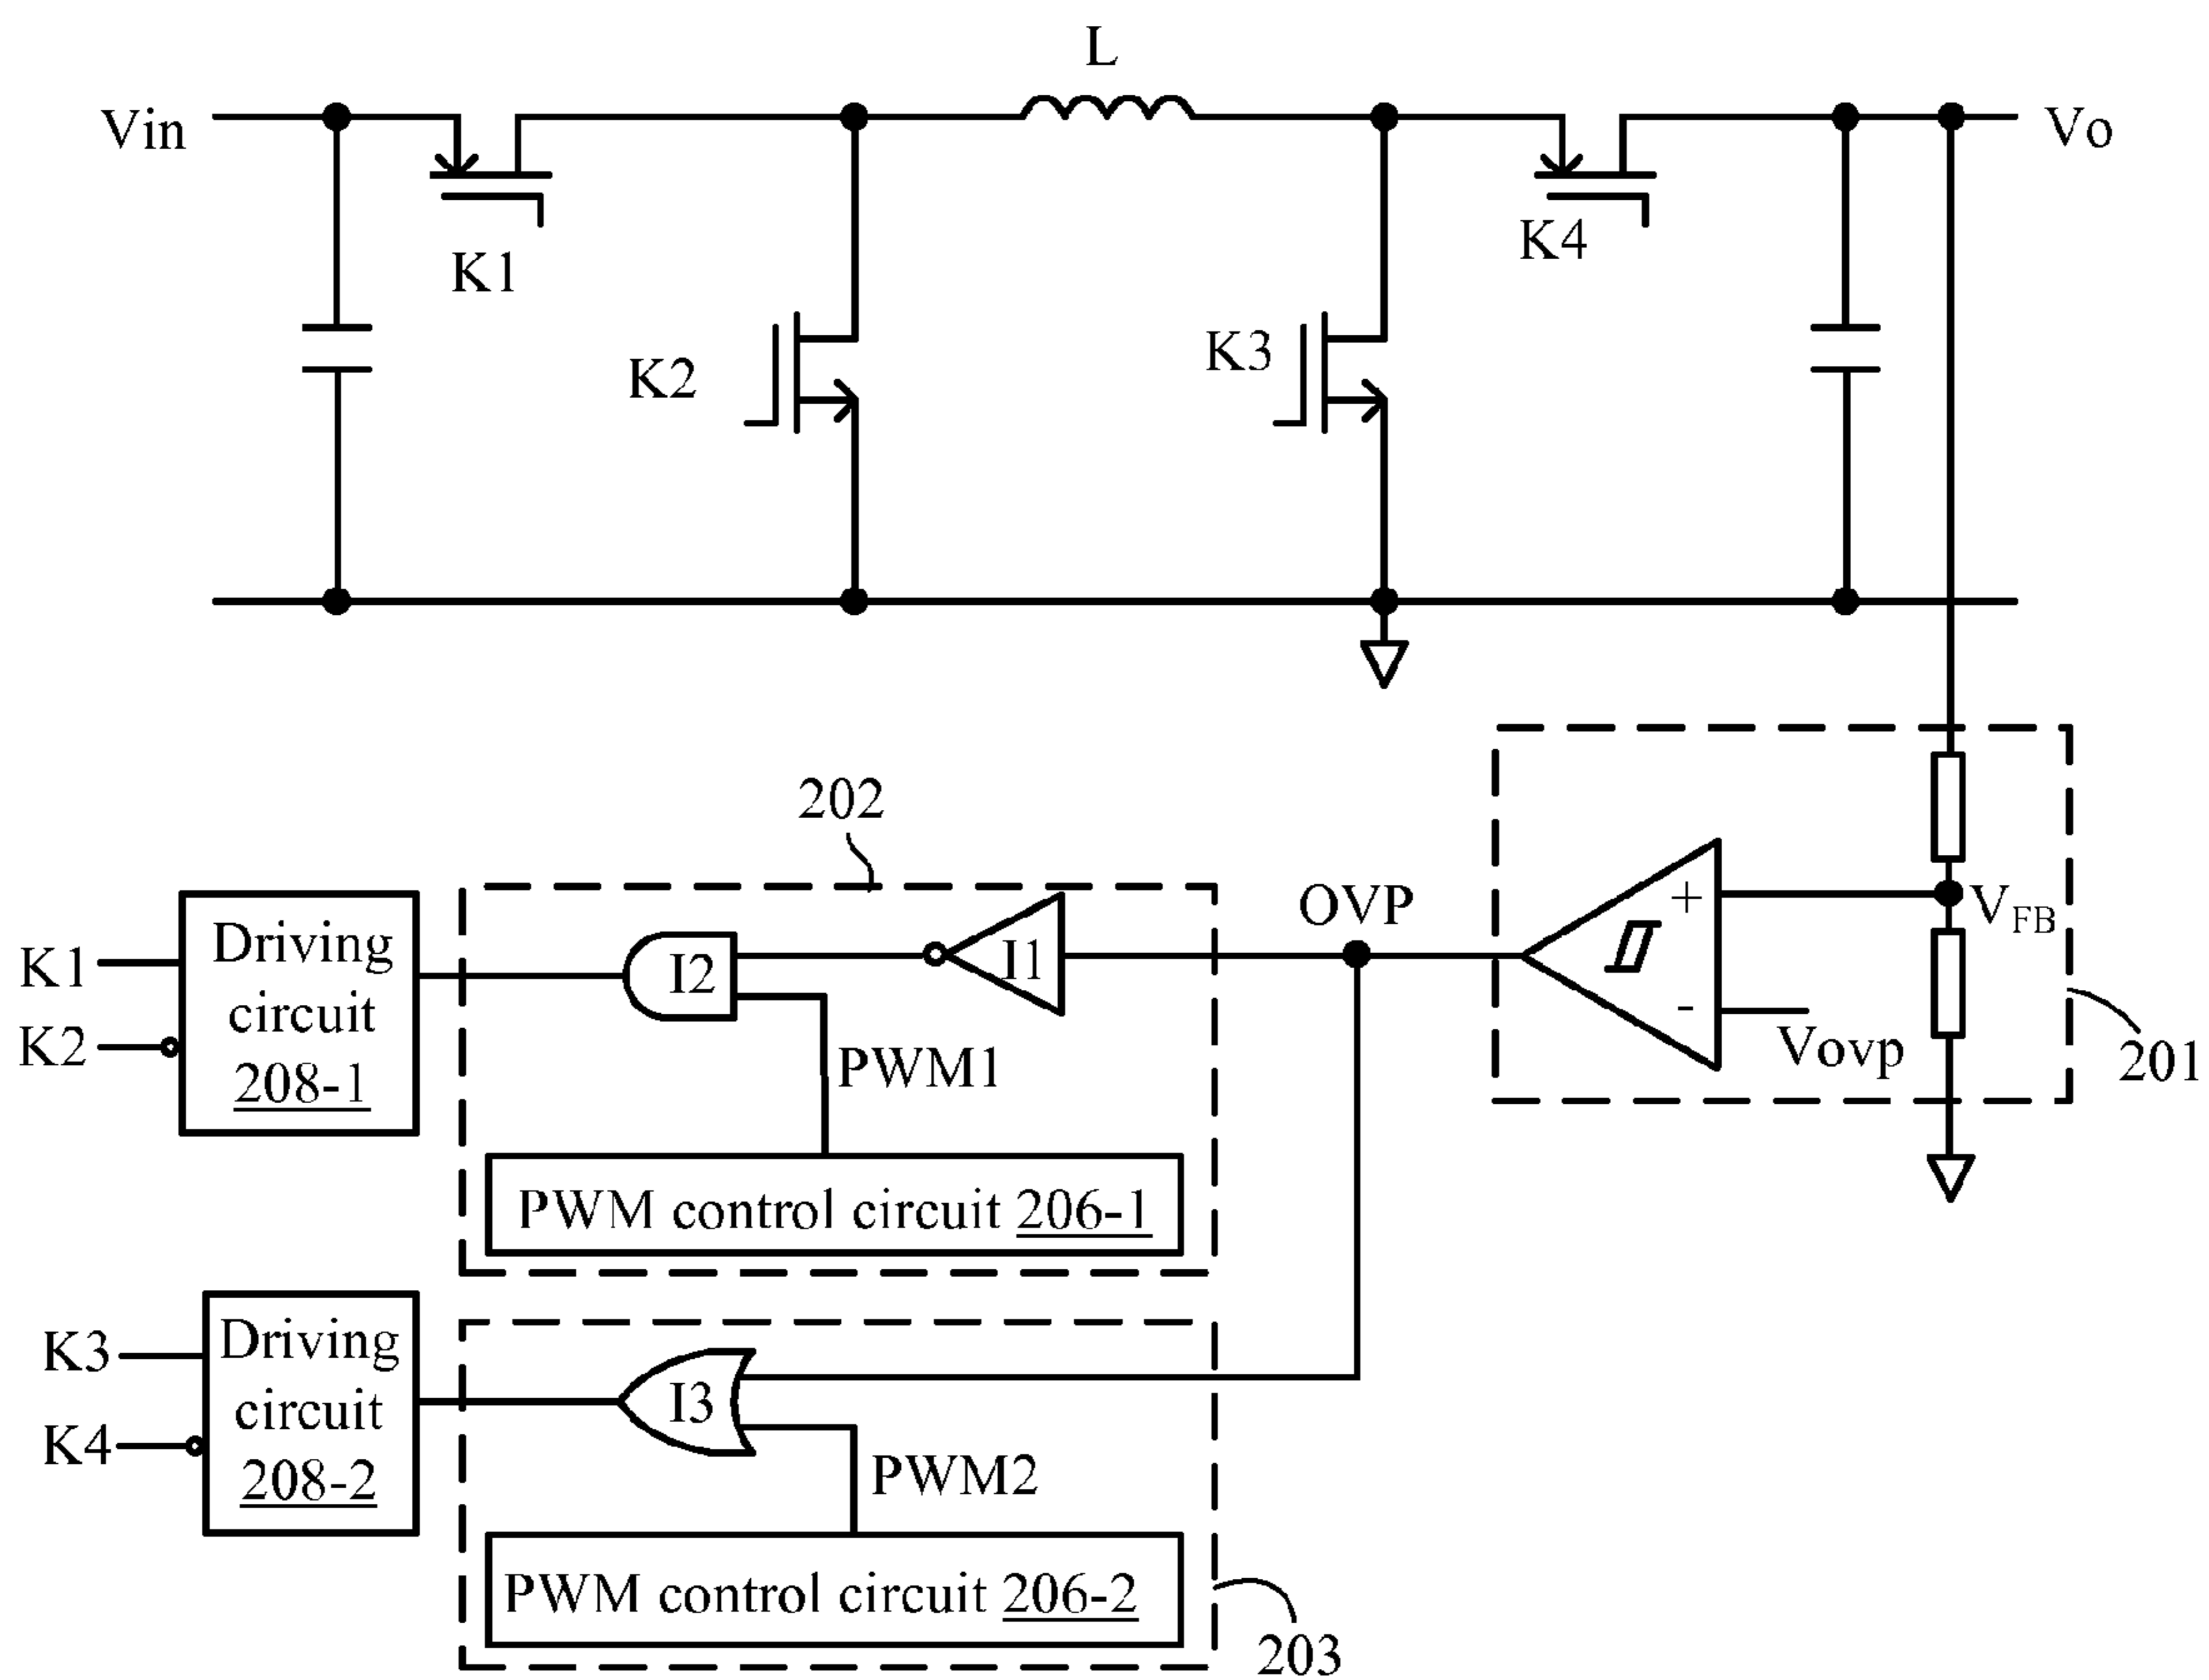 L
Vin
Vo
K1
K4
K2
K3
202
OVP
+
VFB
I1
I2
Driving
circuit
208-1
K1
K2
-
Vovp
201
PWM1
PWM control circuit 206-1
Driving
circuit
208-2
K3
K4
I3
PWM2
PWM control circuit 206-2
203